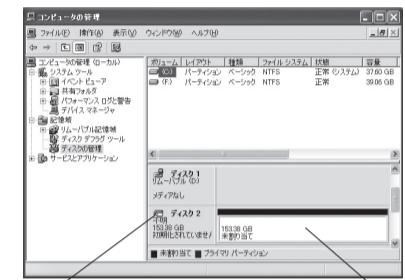 コンピュータの管理
ファイル(F) 操作(A) 表示(V) ウィンドウ(W) ヘルプ(H)
コンピュータの管理 (ローカル)
システム ツール
イベント ビューア
共有フォルダ
パフォーマンス ログと警告
デバイス マネージャ
記憶域
リムーバブル記憶域
ディスク デフラグ ツール
ディスクの管理
サービスとアプリケーション
ボリューム レイアウト 種類 ファイル システム 状態 容量
(C:) パーティション ベーシック NTFS 正常 (システム) 37.60 GB
(F:) パーティション ベーシック NTFS 正常 39.06 GB
ディスク 1
リムーバブル (D:)
メディアなし
ディスク 2
不明
153.38 GB
初期化されていません
153.38 GB
未割り当て
未割り当て プライマリ パーティション